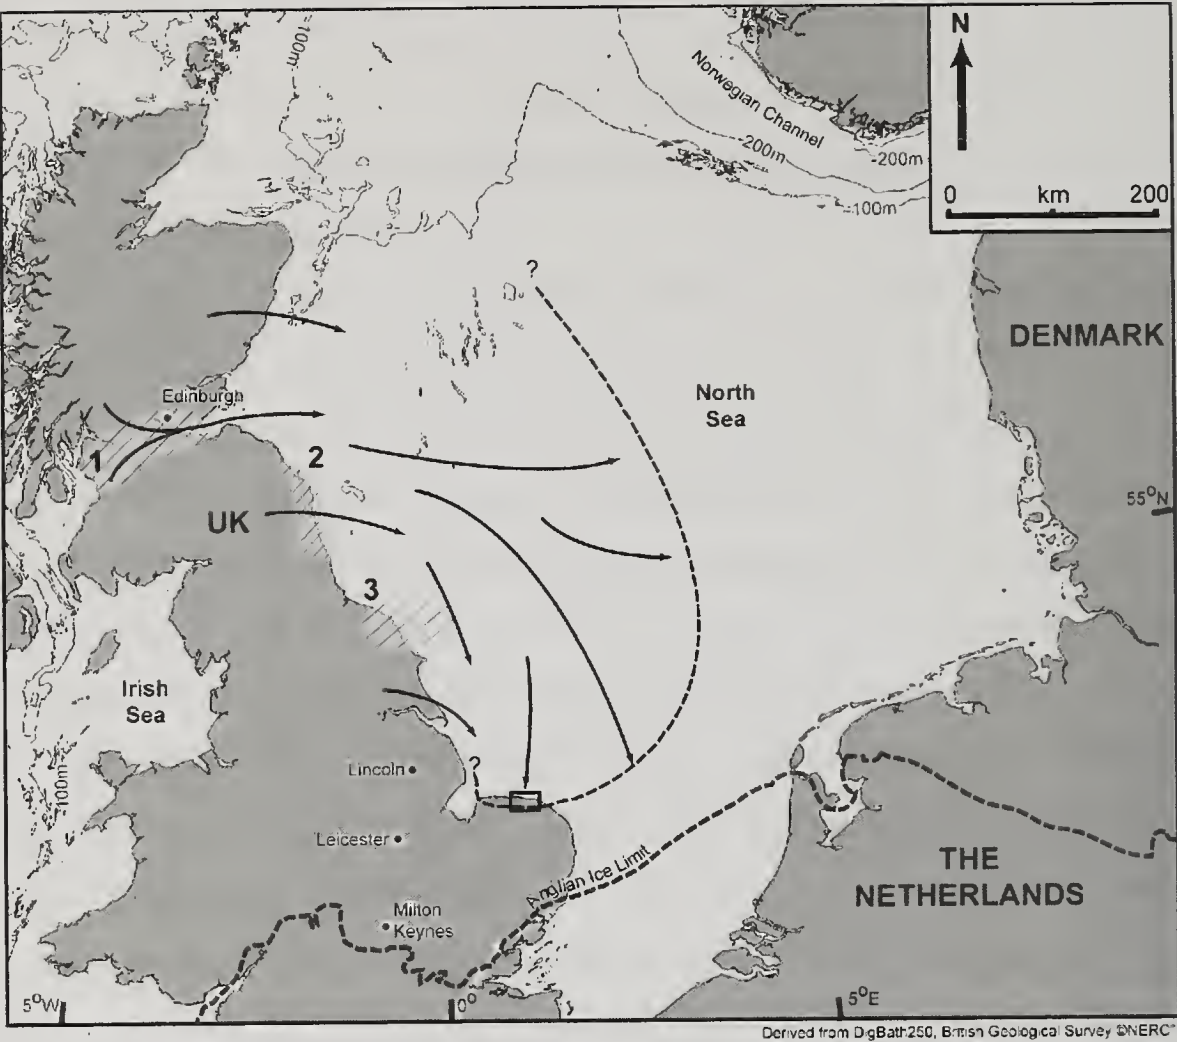 N
0 km 200
100m
Norwegian Channel
-200m
-200m
-100m
?
DENMARK
North
Sea
Edinburgh
1
2
55°N
UK
3
Irish
Sea
?
Lincoln
100m
Leicester
Anglian Ice Limit
THE
NETHERLANDS
Milton
Keynes
5°W
0°
5°E
Derived from DigBath250, British Geological Survey ©NERC